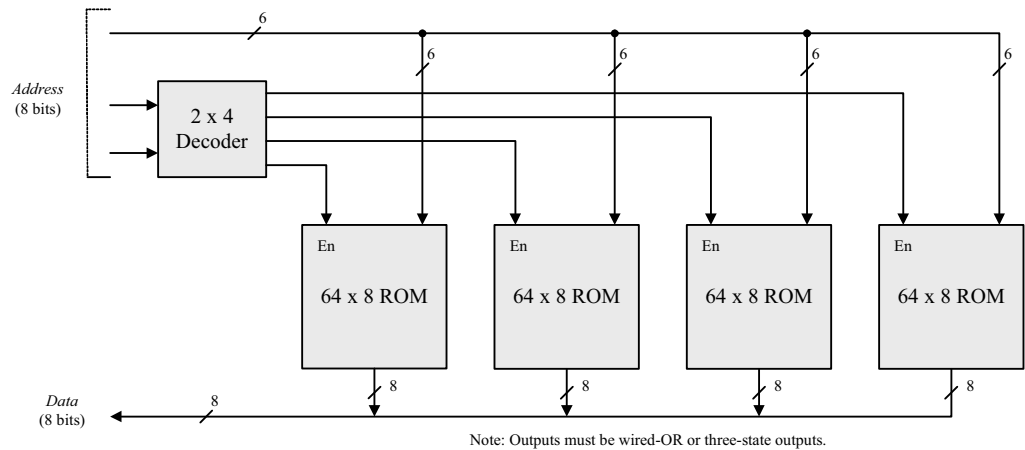 6
6
6
6
6
Address
(8 bits)
2 x 4
Decoder
En
En
En
En
64 x 8 ROM
64 x 8 ROM
64 x 8 ROM
64 x 8 ROM
8
8
8
8
Data
(8 bits)
8
Note: Outputs must be wired-OR or three-state outputs.